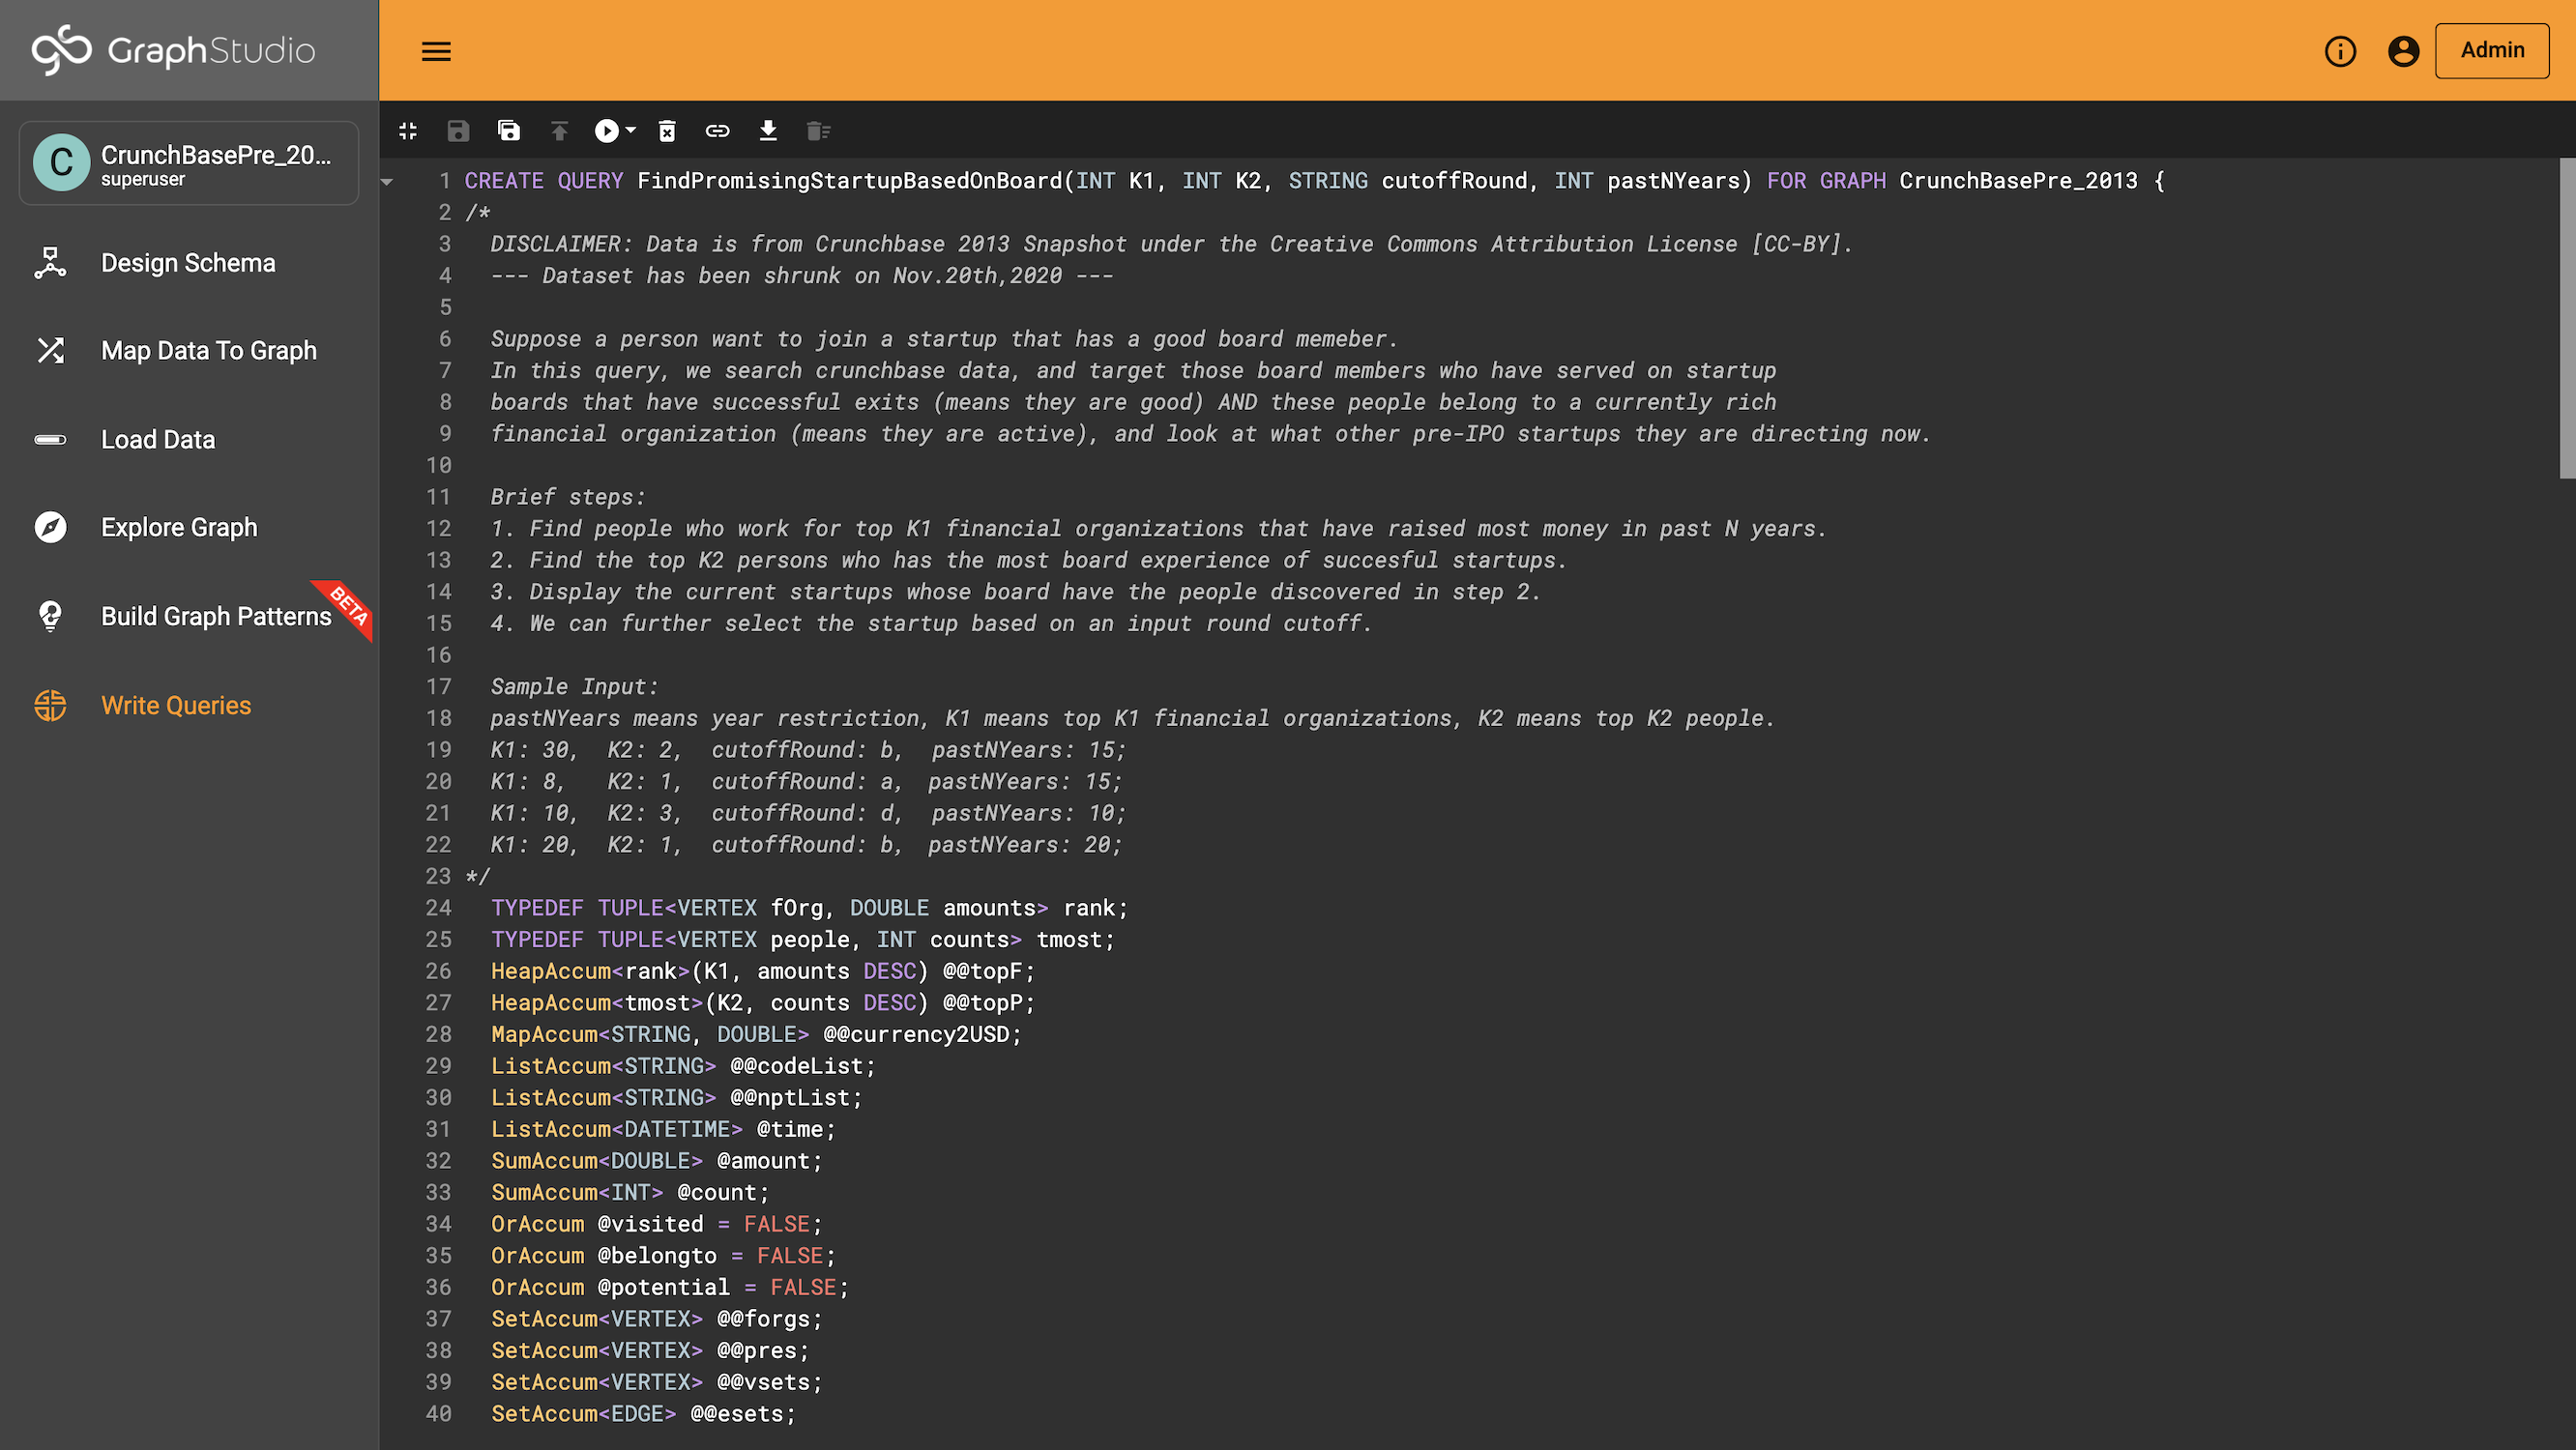 GraphStudio
Admin
C
CrunchBasePre_20...
superuser
Design Schema
Map Data To Graph
Load Data
Explore Graph
Build Graph Patterns
BETA
Write Queries
1 CREATE QUERY FindPromisingStartupBasedOnBoard(INT K1, INT K2, STRING cutoffRound, INT pastNYears) FOR GRAPH CrunchBasePre_2013 {
2 /*
3 DISCLAIMER: Data is from Crunchbase 2013 Snapshot under the Creative Commons Attribution License [CC-BY].
4 --- Dataset has been shrunk on Nov.20th,2020 ---
5
6 Suppose a person want to join a startup that has a good board memeber.
7 In this query, we search crunchbase data, and target those board members who have served on startup
8 boards that have successful exits (means they are good) AND these people belong to a currently rich
9 financial organization (means they are active), and look at what other pre-IPO startups they are directing now.
10
11 Brief steps:
12 1. Find people who work for top K1 financial organizations that have raised most money in past N years.
13 2. Find the top K2 persons who has the most board experience of succesful startups.
14 3. Display the current startups whose board have the people discovered in step 2.
15 4. We can further select the startup based on an input round cutoff.
16
17 Sample Input:
18 pastNYears means year restriction, K1 means top K1 financial organizations, K2 means top K2 people.
19 K1: 30, K2: 2, cutoffRound: b, pastNYears: 15;
20 K1: 8, K2: 1, cutoffRound: a, pastNYears: 15;
21 K1: 10, K2: 3, cutoffRound: d, pastNYears: 10;
22 K1: 20, K2: 1, cutoffRound: b, pastNYears: 20;
23 */
24 TYPEDEF TUPLE<VERTEX fOrg, DOUBLE amounts> rank;
25 TYPEDEF TUPLE<VERTEX people, INT counts> tmost;
26 HeapAccum<rank>(K1, amounts DESC) @@topF;
27 HeapAccum<tmost>(K2, counts DESC) @@topP;
28 MapAccum<STRING, DOUBLE> @@currency2USD;
29 ListAccum<STRING> @@codeList;
30 ListAccum<STRING> @@nptList;
31 ListAccum<DATETIME> @time;
32 SumAccum<DOUBLE> @amount;
33 SumAccum<INT> @count;
34 OrAccum @visited = FALSE;
35 OrAccum @belongto = FALSE;
36 OrAccum @potential = FALSE;
37 SetAccum<VERTEX> @@forgs;
38 SetAccum<VERTEX> @@pres;
39 SetAccum<VERTEX> @@vsets;
40 SetAccum<EDGE> @@esets;